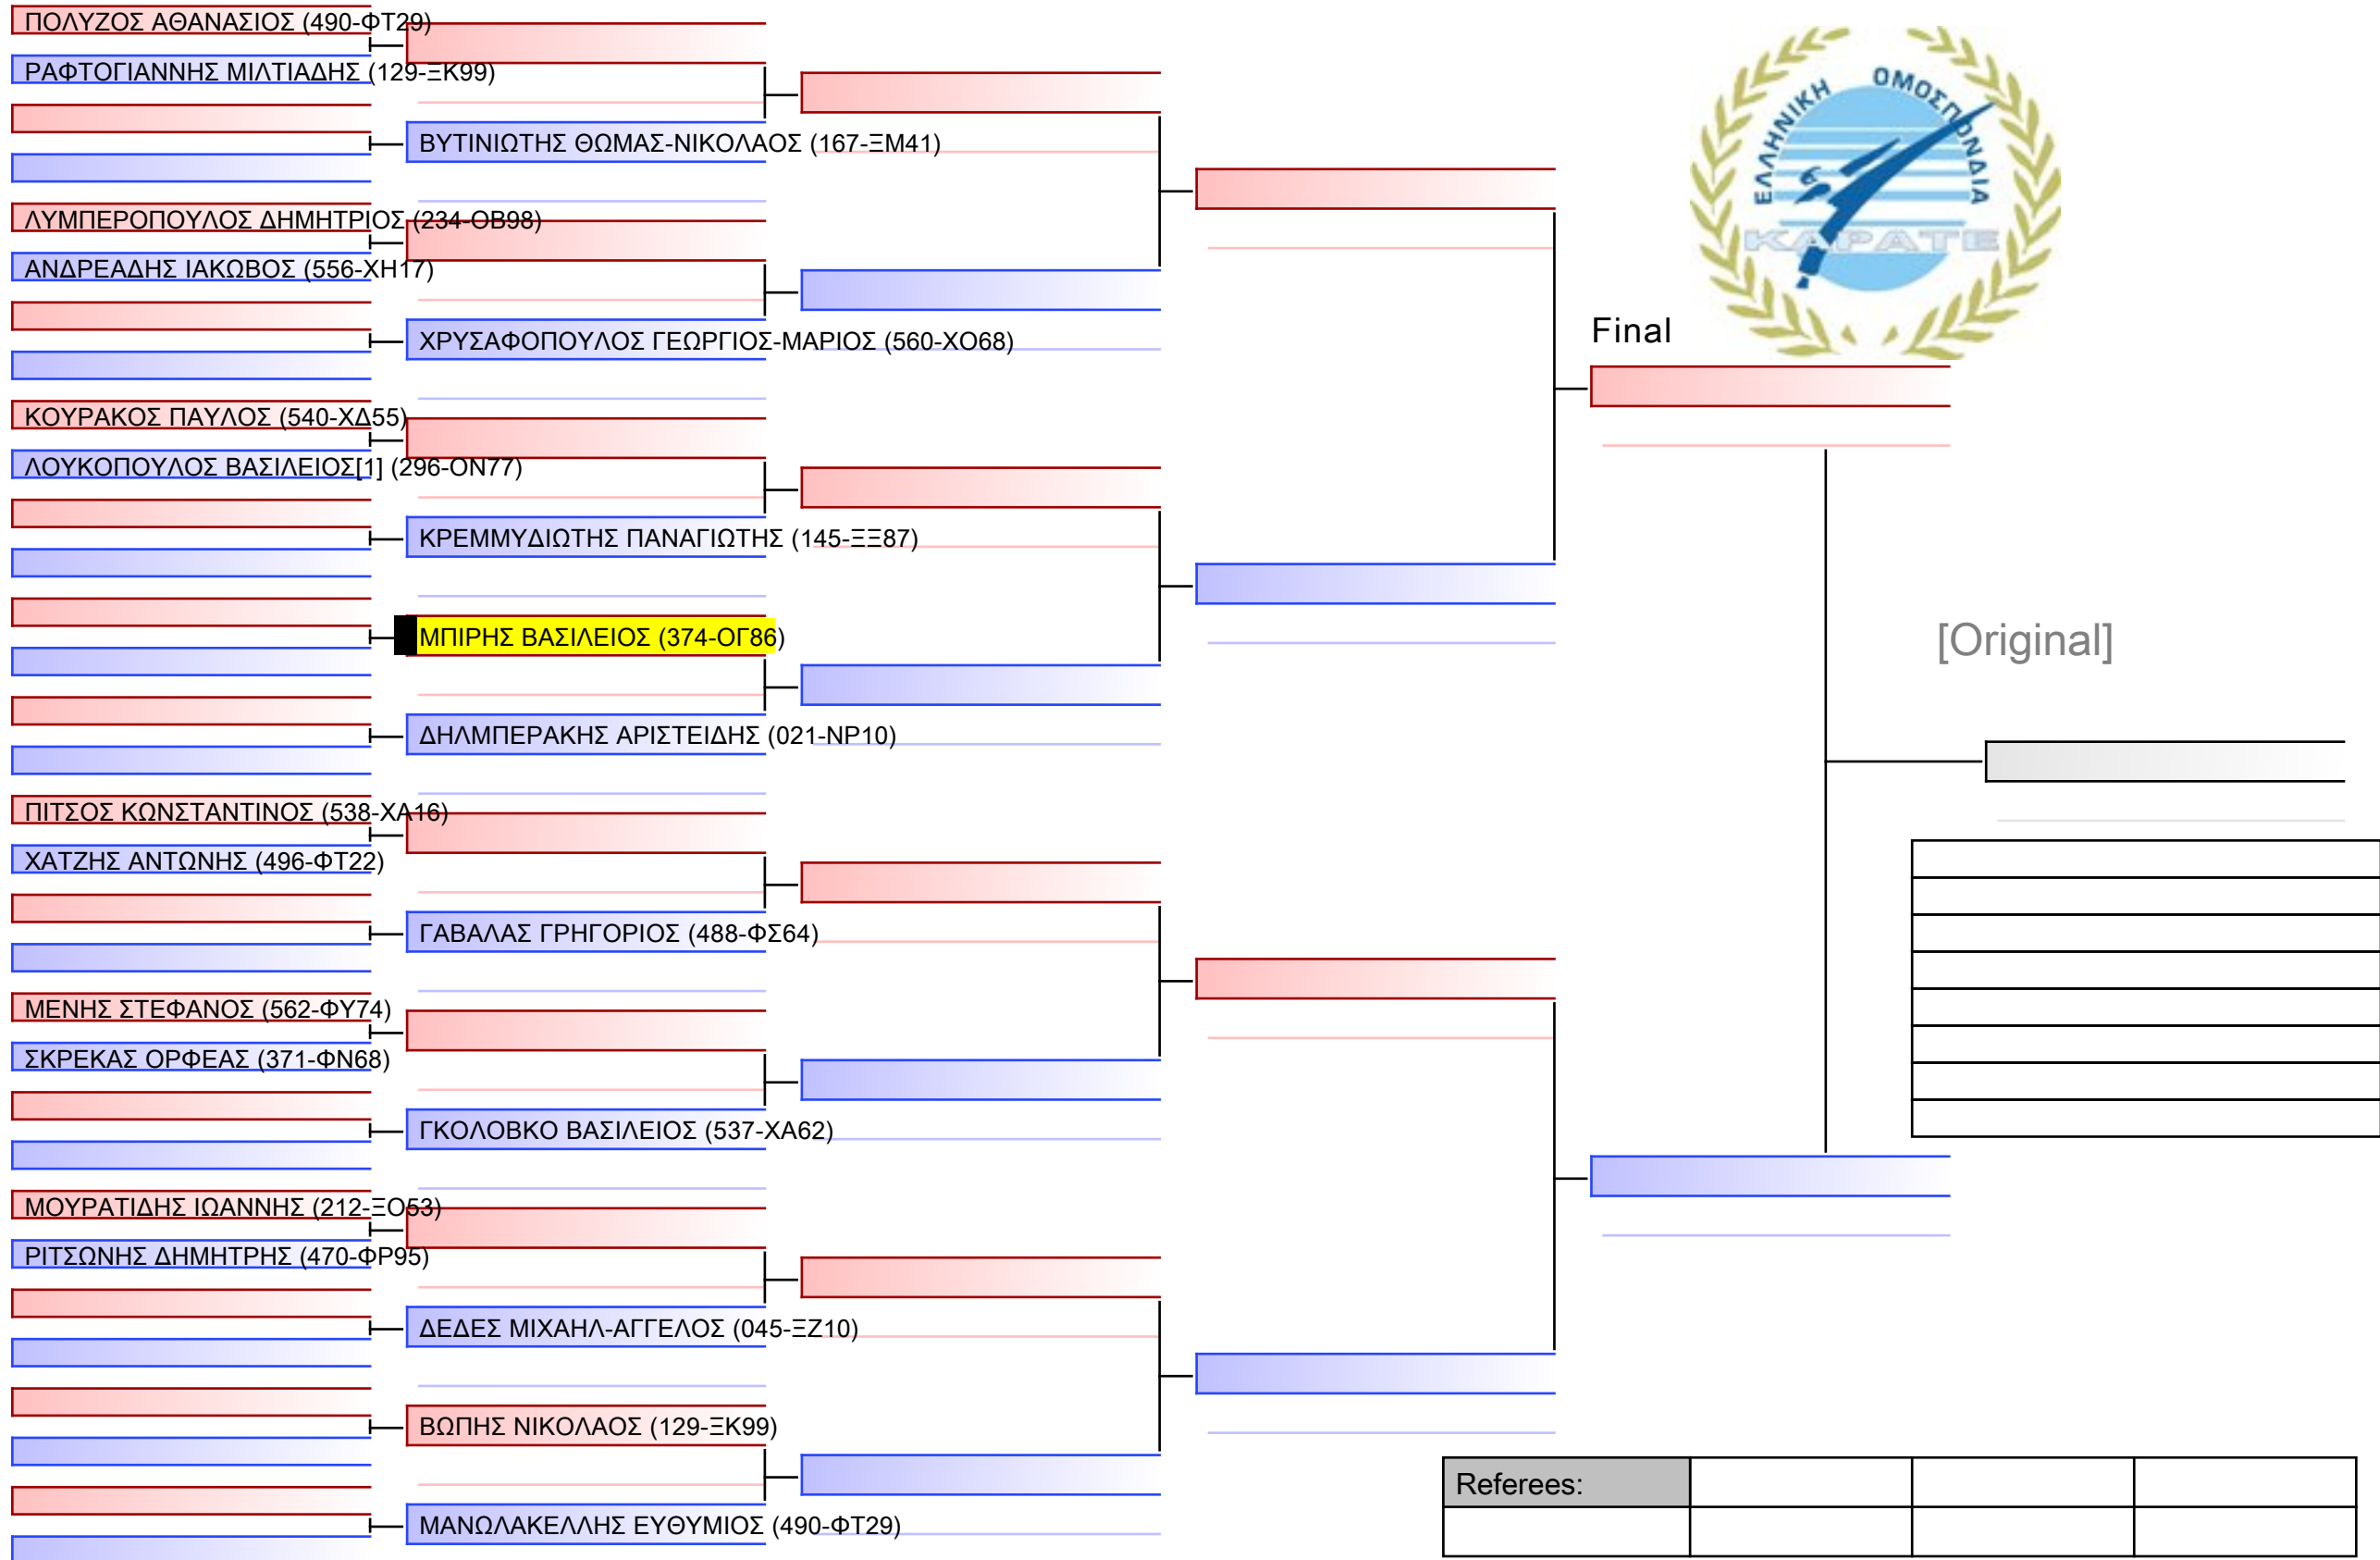 ΠΟΛΥΖΟΣ ΑΘΑΝΑΣΙΟΣ (490-ΦΤ29)
ΡΑΦΤΟΓΙΑΝΝΗΣ ΜΙΛΤΙΑΔΗΣ (129-ΞΚ99)
ΒΥΤΙΝΙΩΤΗΣ ΘΩΜΑΣ-ΝΙΚΟΛΑΟΣ (167-ΞΜ41)
ΛΥΜΠΕΡΟΠΟΥΛΟΣ ΔΗΜΗΤΡΙΟΣ (234-ΟΒ98)
ΑΝΔΡΕΑΔΗΣ ΙΑΚΩΒΟΣ (556-ΧΗ17)
ΧΡΥΣΑΦΟΠΟΥΛΟΣ ΓΕΩΡΓΙΟΣ-ΜΑΡΙΟΣ (560-ΧΟ68)
ΚΟΥΡΑΚΟΣ ΠΑΥΛΟΣ (540-ΧΔ55)
ΛΟΥΚΟΠΟΥΛΟΣ ΒΑΣΙΛΕΙΟΣ[1] (296-ΟΝ77)
ΚΡΕΜΜΥΔΙΩΤΗΣ ΠΑΝΑΓΙΩΤΗΣ (145-ΞΞ87)
ΜΠΙΡΗΣ ΒΑΣΙΛΕΙΟΣ (374-ΟΓ86)
ΔΗΛΜΠΕΡΑΚΗΣ ΑΡΙΣΤΕΙΔΗΣ (021-ΝΡ10)
ΠΙΤΣΟΣ ΚΩΝΣΤΑΝΤΙΝΟΣ (538-ΧΑ16)
ΧΑΤΖΗΣ ΑΝΤΩΝΗΣ (496-ΦΤ22)
ΓΑΒΑΛΑΣ ΓΡΗΓΟΡΙΟΣ (488-ΦΣ64)
ΜΕΝΗΣ ΣΤΕΦΑΝΟΣ (562-ΦΥ74)
ΣΚΡΕΚΑΣ ΟΡΦΕΑΣ (371-ΦΝ68)
ΓΚΟΛΟΒΚΟ ΒΑΣΙΛΕΙΟΣ (537-ΧΑ62)
ΜΟΥΡΑΤΙΔΗΣ ΙΩΑΝΝΗΣ (212-ΞΟ53)
ΡΙΤΣΩΝΗΣ ΔΗΜΗΤΡΗΣ (470-ΦΡ95)
ΔΕΔΕΣ ΜΙΧΑΗΛ-ΑΓΓΕΛΟΣ (045-ΞΖ10)
ΒΩΠΗΣ ΝΙΚΟΛΑΟΣ (129-ΞΚ99)
ΜΑΝΩΛΑΚΕΛΛΗΣ ΕΥΘΥΜΙΟΣ (490-ΦΤ29)
ΕΛΛΗΝΙΚΗ ΟΜΟΣΠΟΝΔΙΑ
ΚΑΡΑΤΕ
Final
[Original]
Referees: